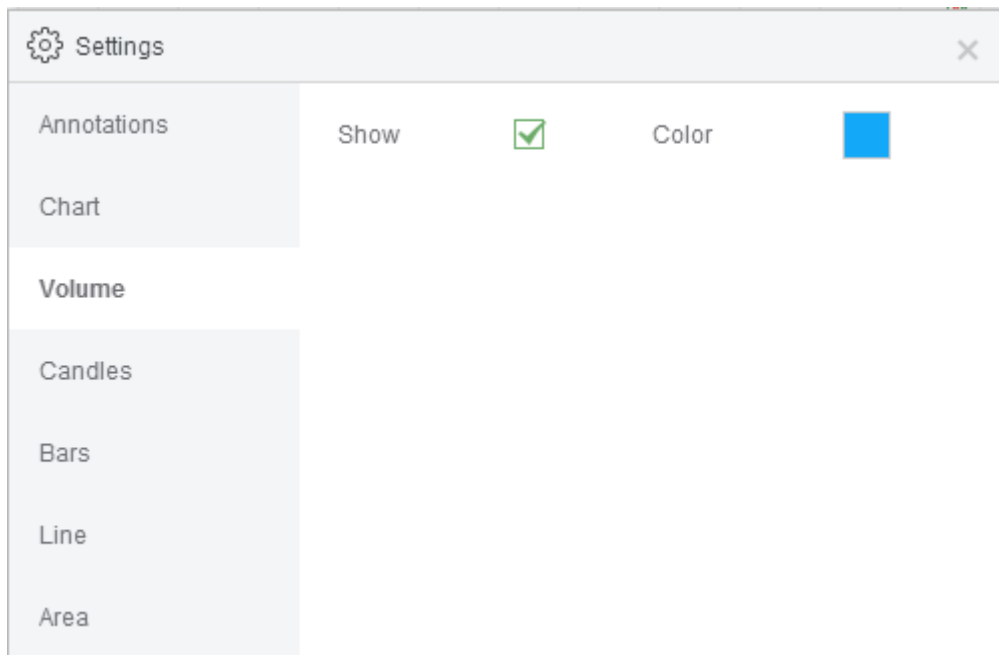 Settings
Annotations
Show
Color
Chart
Volume
Candles
Bars
Line
Area